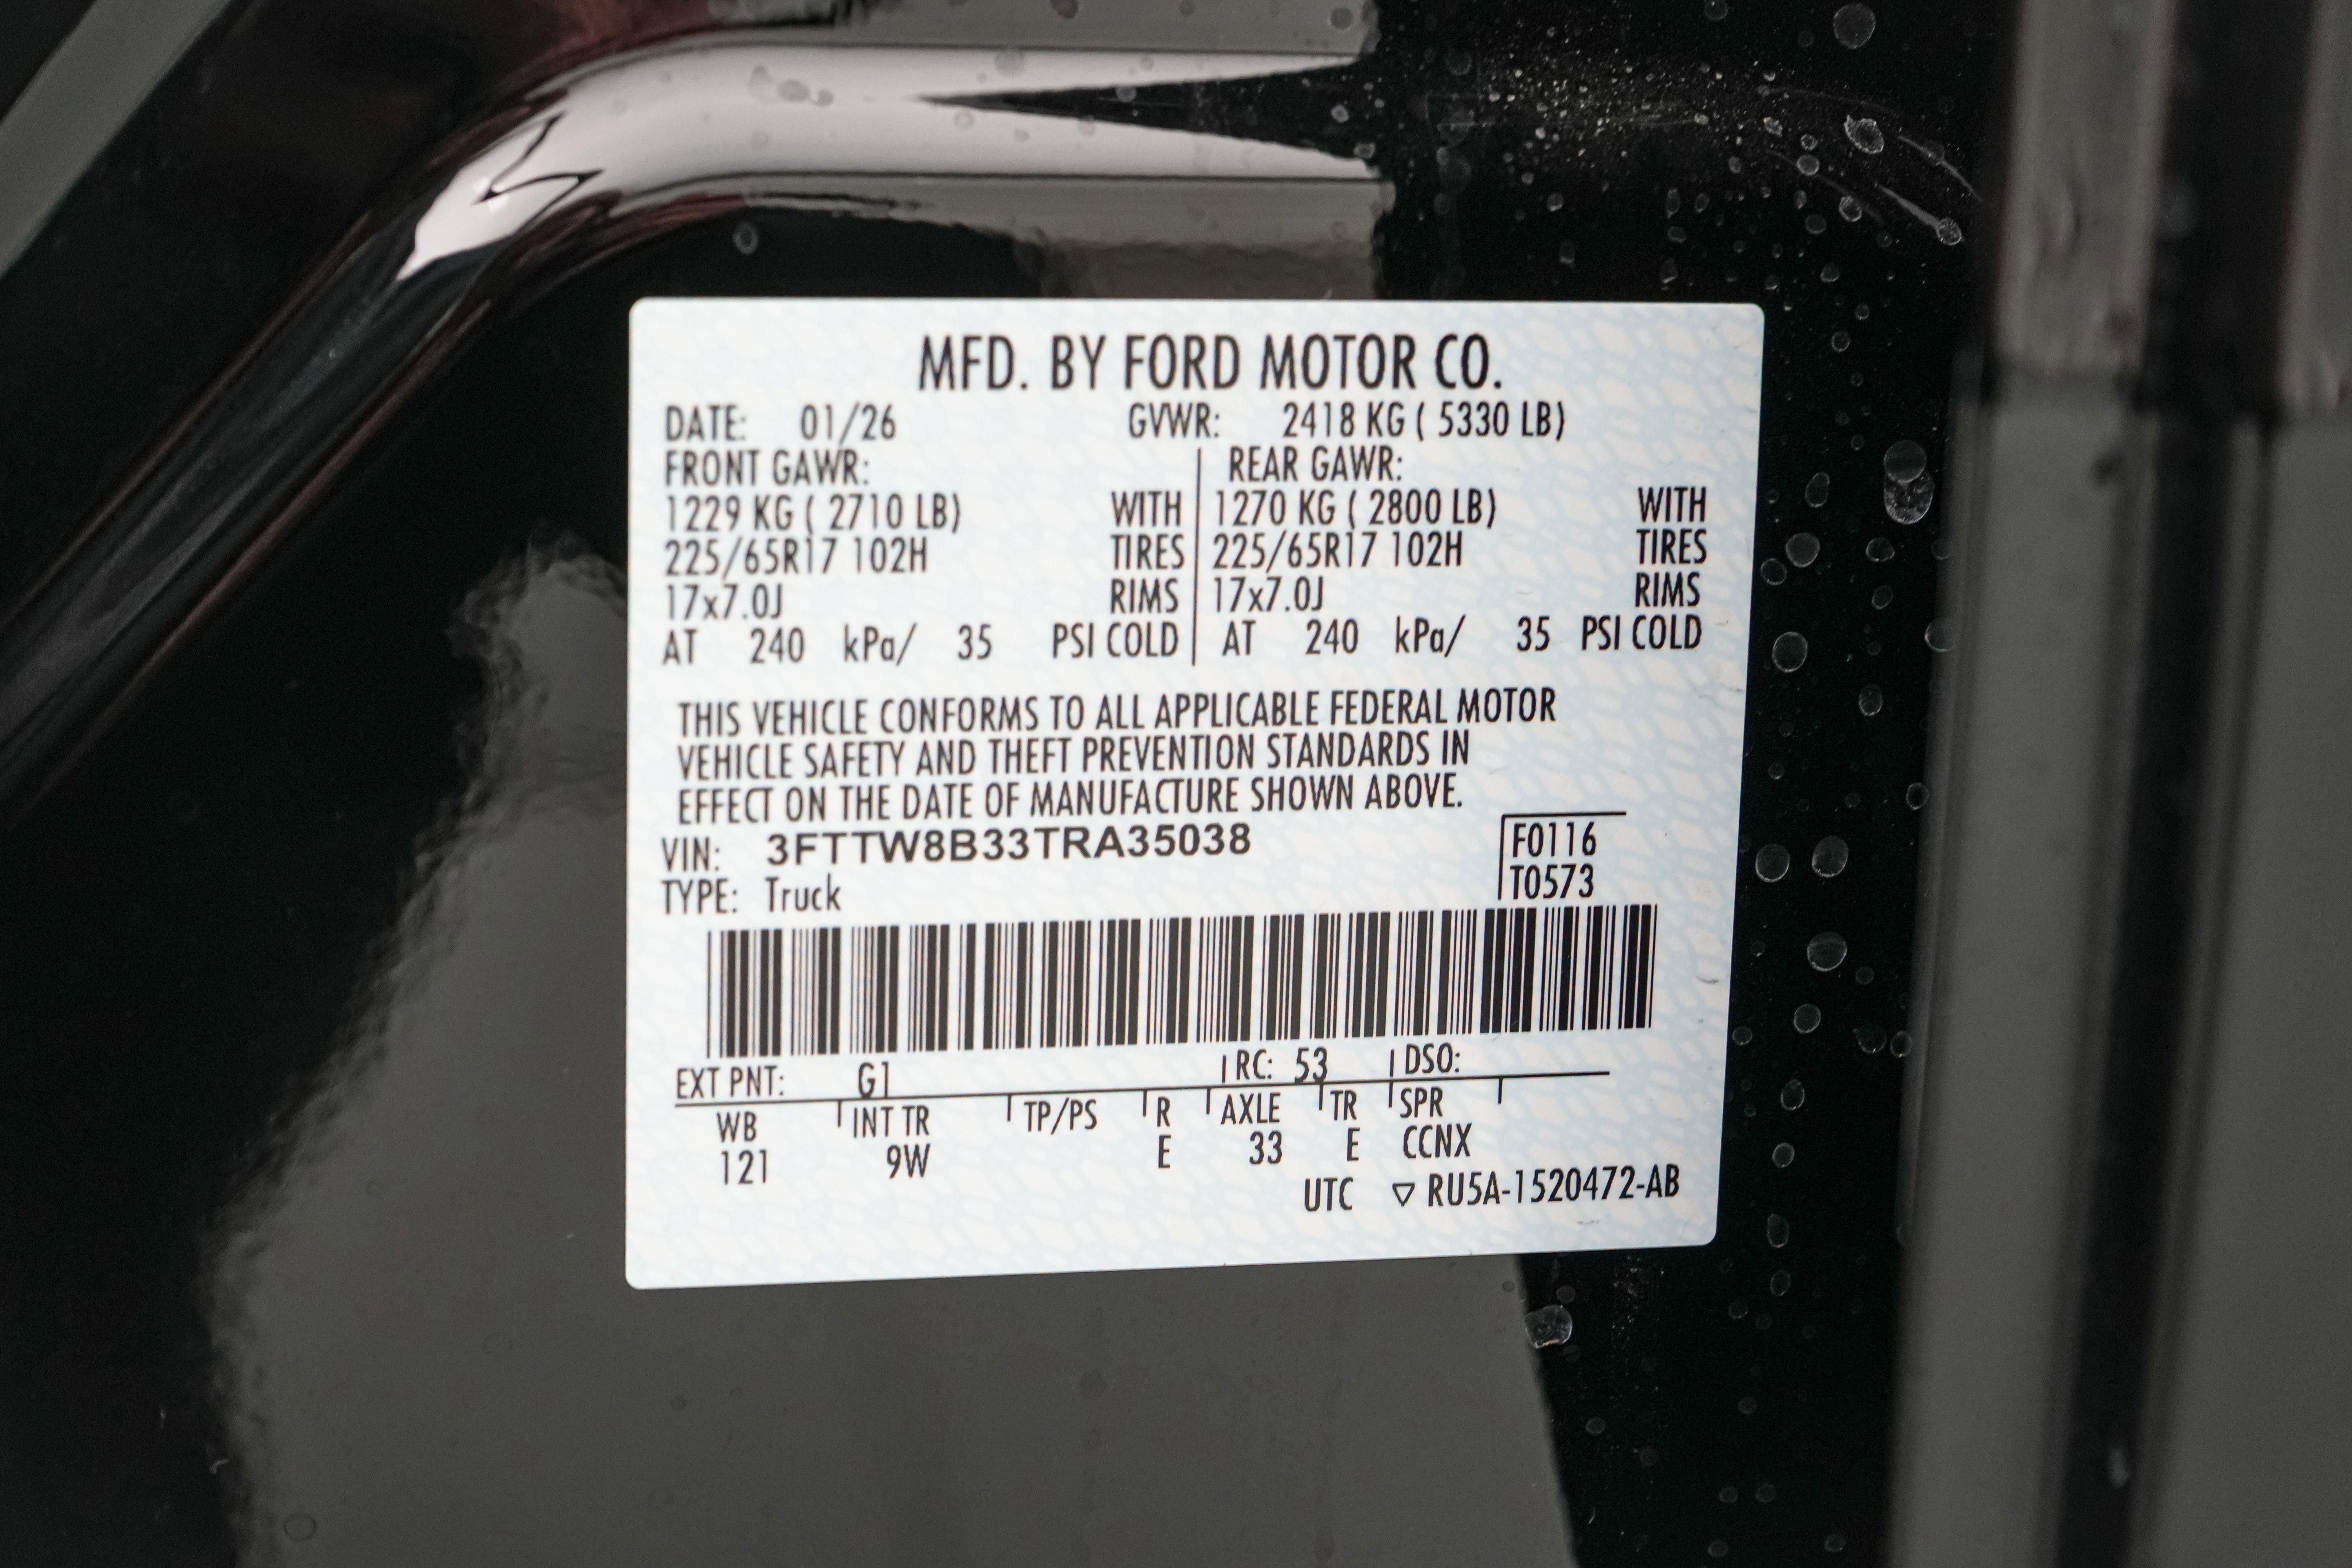 MFD. BY FORD MOTOR CO.
DATE: 01/26 GVWR: 2418 KG ( 5330 LB)
FRONT GAWR: REAR GAWR:
1229 KG ( 2710 LB) WITH 1270 KG ( 2800 LB) WITH
225/65R17 102H TIRES 225/65R17 102H TIRES
17x7.0J RIMS 17x7.0J RIMS
AT 240 kPa/ 35 PSI COLD AT 240 kPa/ 35 PSI COLD
THIS VEHICLE CONFORMS TO ALL APPLICABLE FEDERAL MOTOR
VEHICLE SAFETY AND THEFT PREVENTION STANDARDS IN
EFFECT ON THE DATE OF MANUFACTURE SHOWN ABOVE.
VIN: 3FTTW8B33TRA35038 F0116
TYPE: Truck T0573
EXT PNT: G1 RC: 53 DSO:
WB INT TR TP/PS R AXLE TR SPR
121 9W E 33 E CCNX
UTC ▽ RU5A-1520472-AB